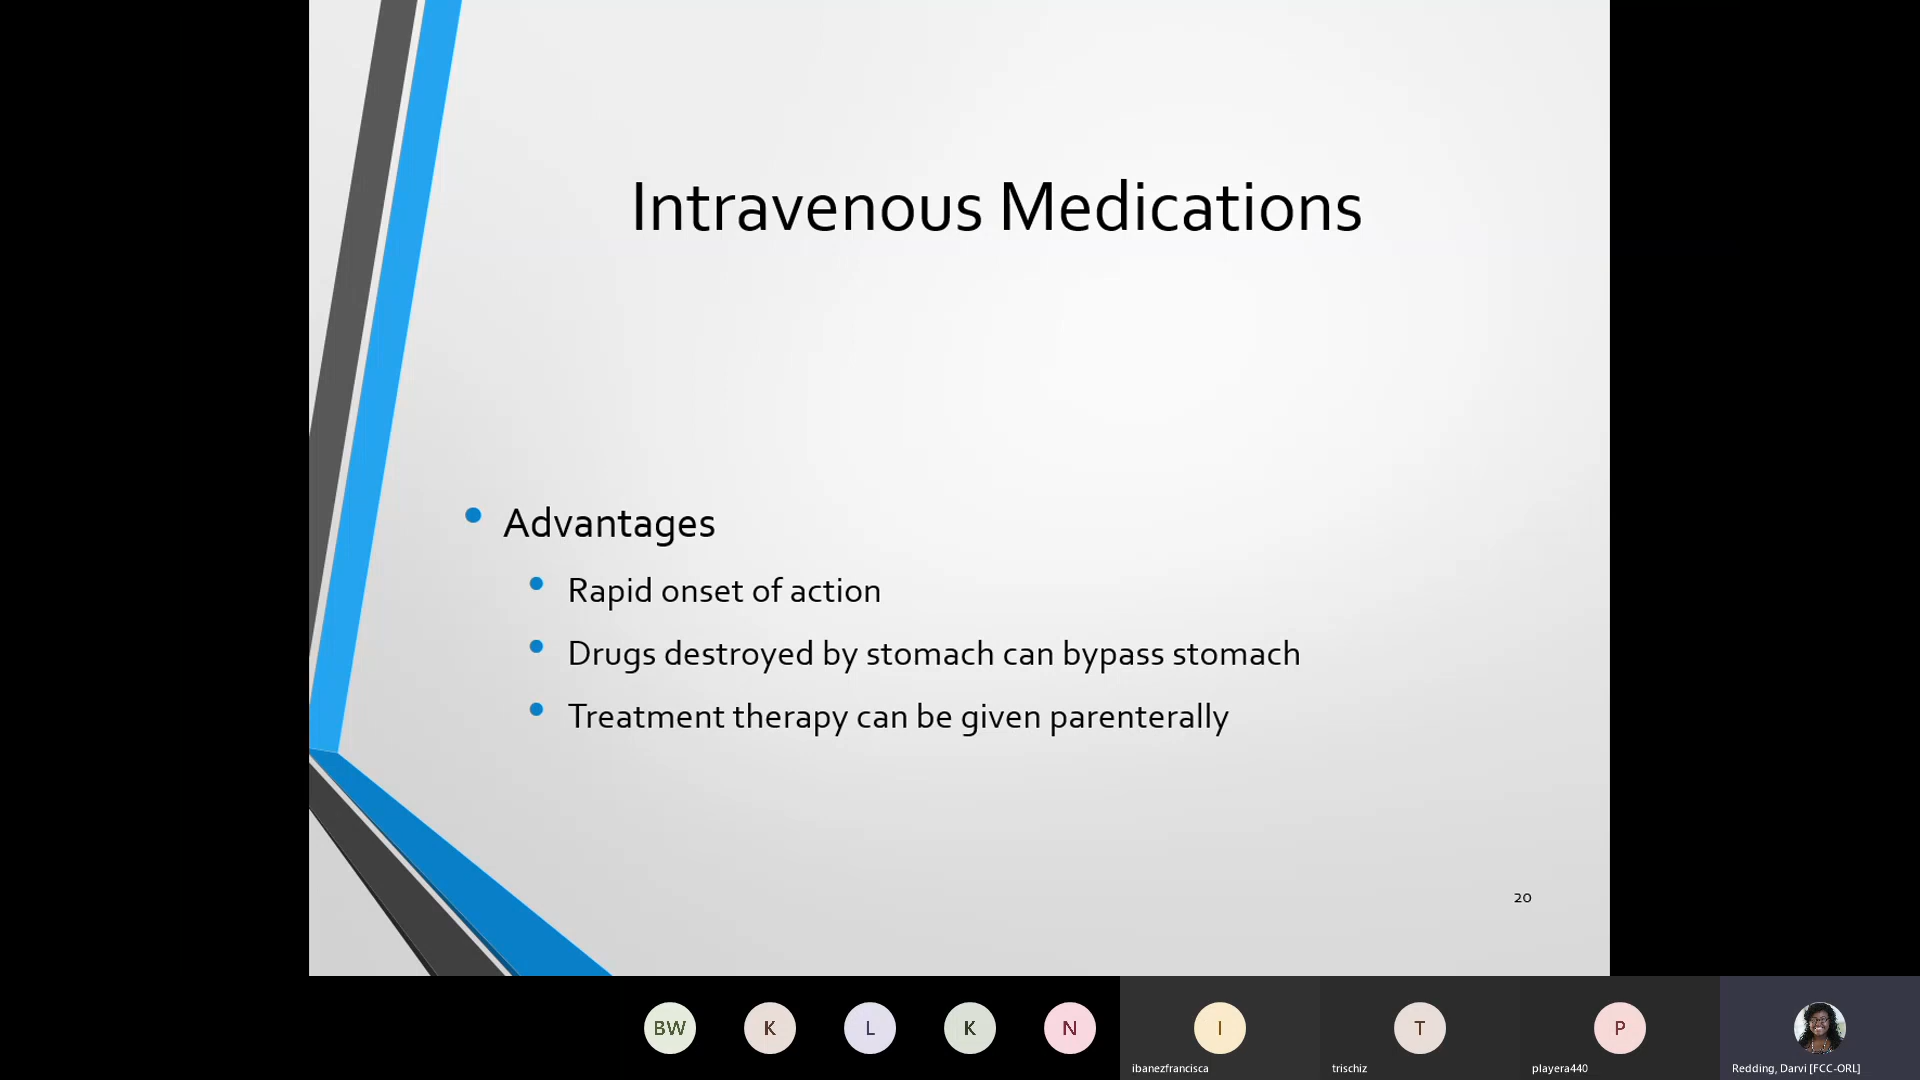 Intravenous Medications
Advantages
Rapid onset of action
Drugs destroyed by stomach can bypass stomach
Treatment therapy can be given parenterally
20
BW
K
L
K
N
I
T
P
ibanezfrancisca
trischiz
playera440
Redding, Darvi [FCC-ORL]